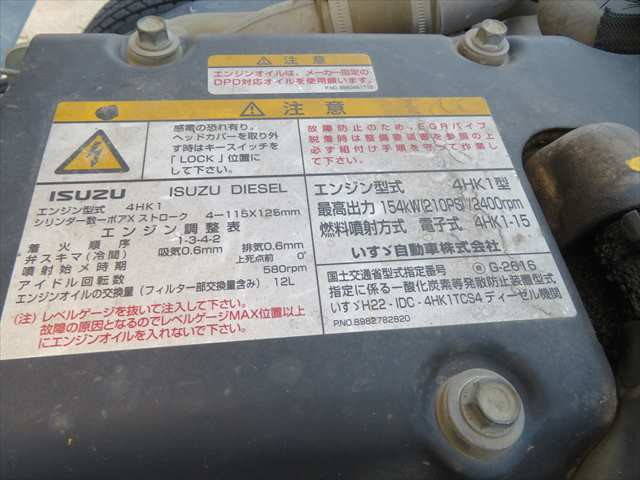 注意
エンジンオイルは、メーカー指定の
DPD対応オイルを使用願います。
注意
感電の恐れ有り。
ヘッドカバーを取り外
す時はキースイッチを
「LOCK」位置に
して下さい。
故障防止のため、EGRパイプ
脱着時は整備要領書を参照の上
必ず組付け手順を守って作業
して下さい。
ISUZU ISUZU DIESEL
エンジン型式 4HK1
シリンダー数ーボアXストローク 4-115X125mm
エンジン調整表
着火順序 1-3-4-2
弁スキマ(冷間) 吸気0.6mm 排気0.6mm
噴射始め時期 上死点前 0°
アイドル回転数 580rpm
エンジンオイルの交換量(フィルター部交換量含み) 12L
(注)レベルゲージを抜いて注入して下さい。
故障の原因となるのでレベルゲージMAX位置以上
にエンジンオイルを入れないで下さい。
エンジン型式 4HK1型
最高出力 154kW(210PS)/2400rpm
燃料噴射方式 電子式 4HK1-15
いすゞ自動車株式会社
国土交通省型式指定番号 G-2616
指定に係る一酸化炭素等発散防止装置型式
いすゞH22-IDC-4HK1TCSAディーゼル機関
P.NO.8982782820